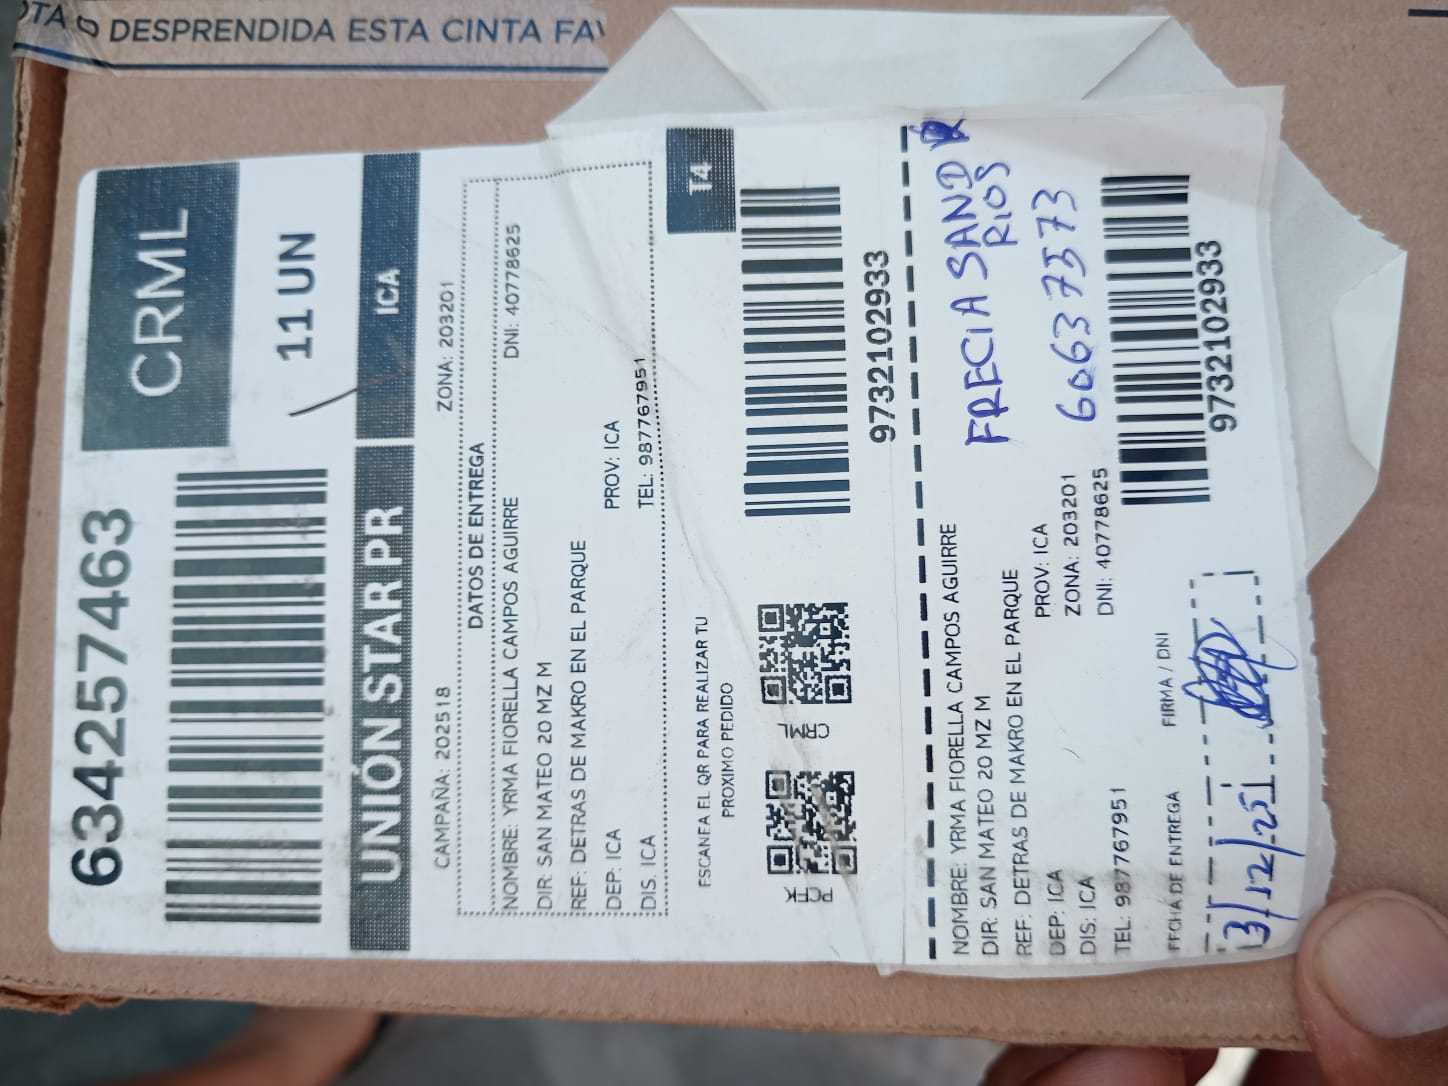 DESPRENDIDA ESTA CINTA
634257463
CRML
11 UN
UNIÓN STAR PR
ICA
CAMPAÑA: 202518 ZONA: 203201
DATOS DE ENTREGA
NOMBRE: YRMA FIORELLA CAMPOS AGUIRRE DNI: 40778625
DIR: SAN MATEO 20 MZ M
REF: DETRAS DE MAKRO EN EL PARQUE
DEP: ICA PROV: ICA
DIS. ICA TEL: 987767951
ESCANEA EL QR PARA REALIZAR TU
PROXIMO PEDIDO
T4
CRML
9732102933
NOMBRE: YRMA FIORELLA CAMPOS AGUIRRE
DIR: SAN MATEO 20 MZ M
REF: DETRAS DE MAKRO EN EL PARQUE
DEP: ICA PROV: ICA
DIS: ICA ZONA: 203201
TEL: 987767951 DNI: 40778625
FRECIA SAND
RIOS
60637573
9732102933
FECHA DE ENTREGA FIRMA / DNI
13/12/25